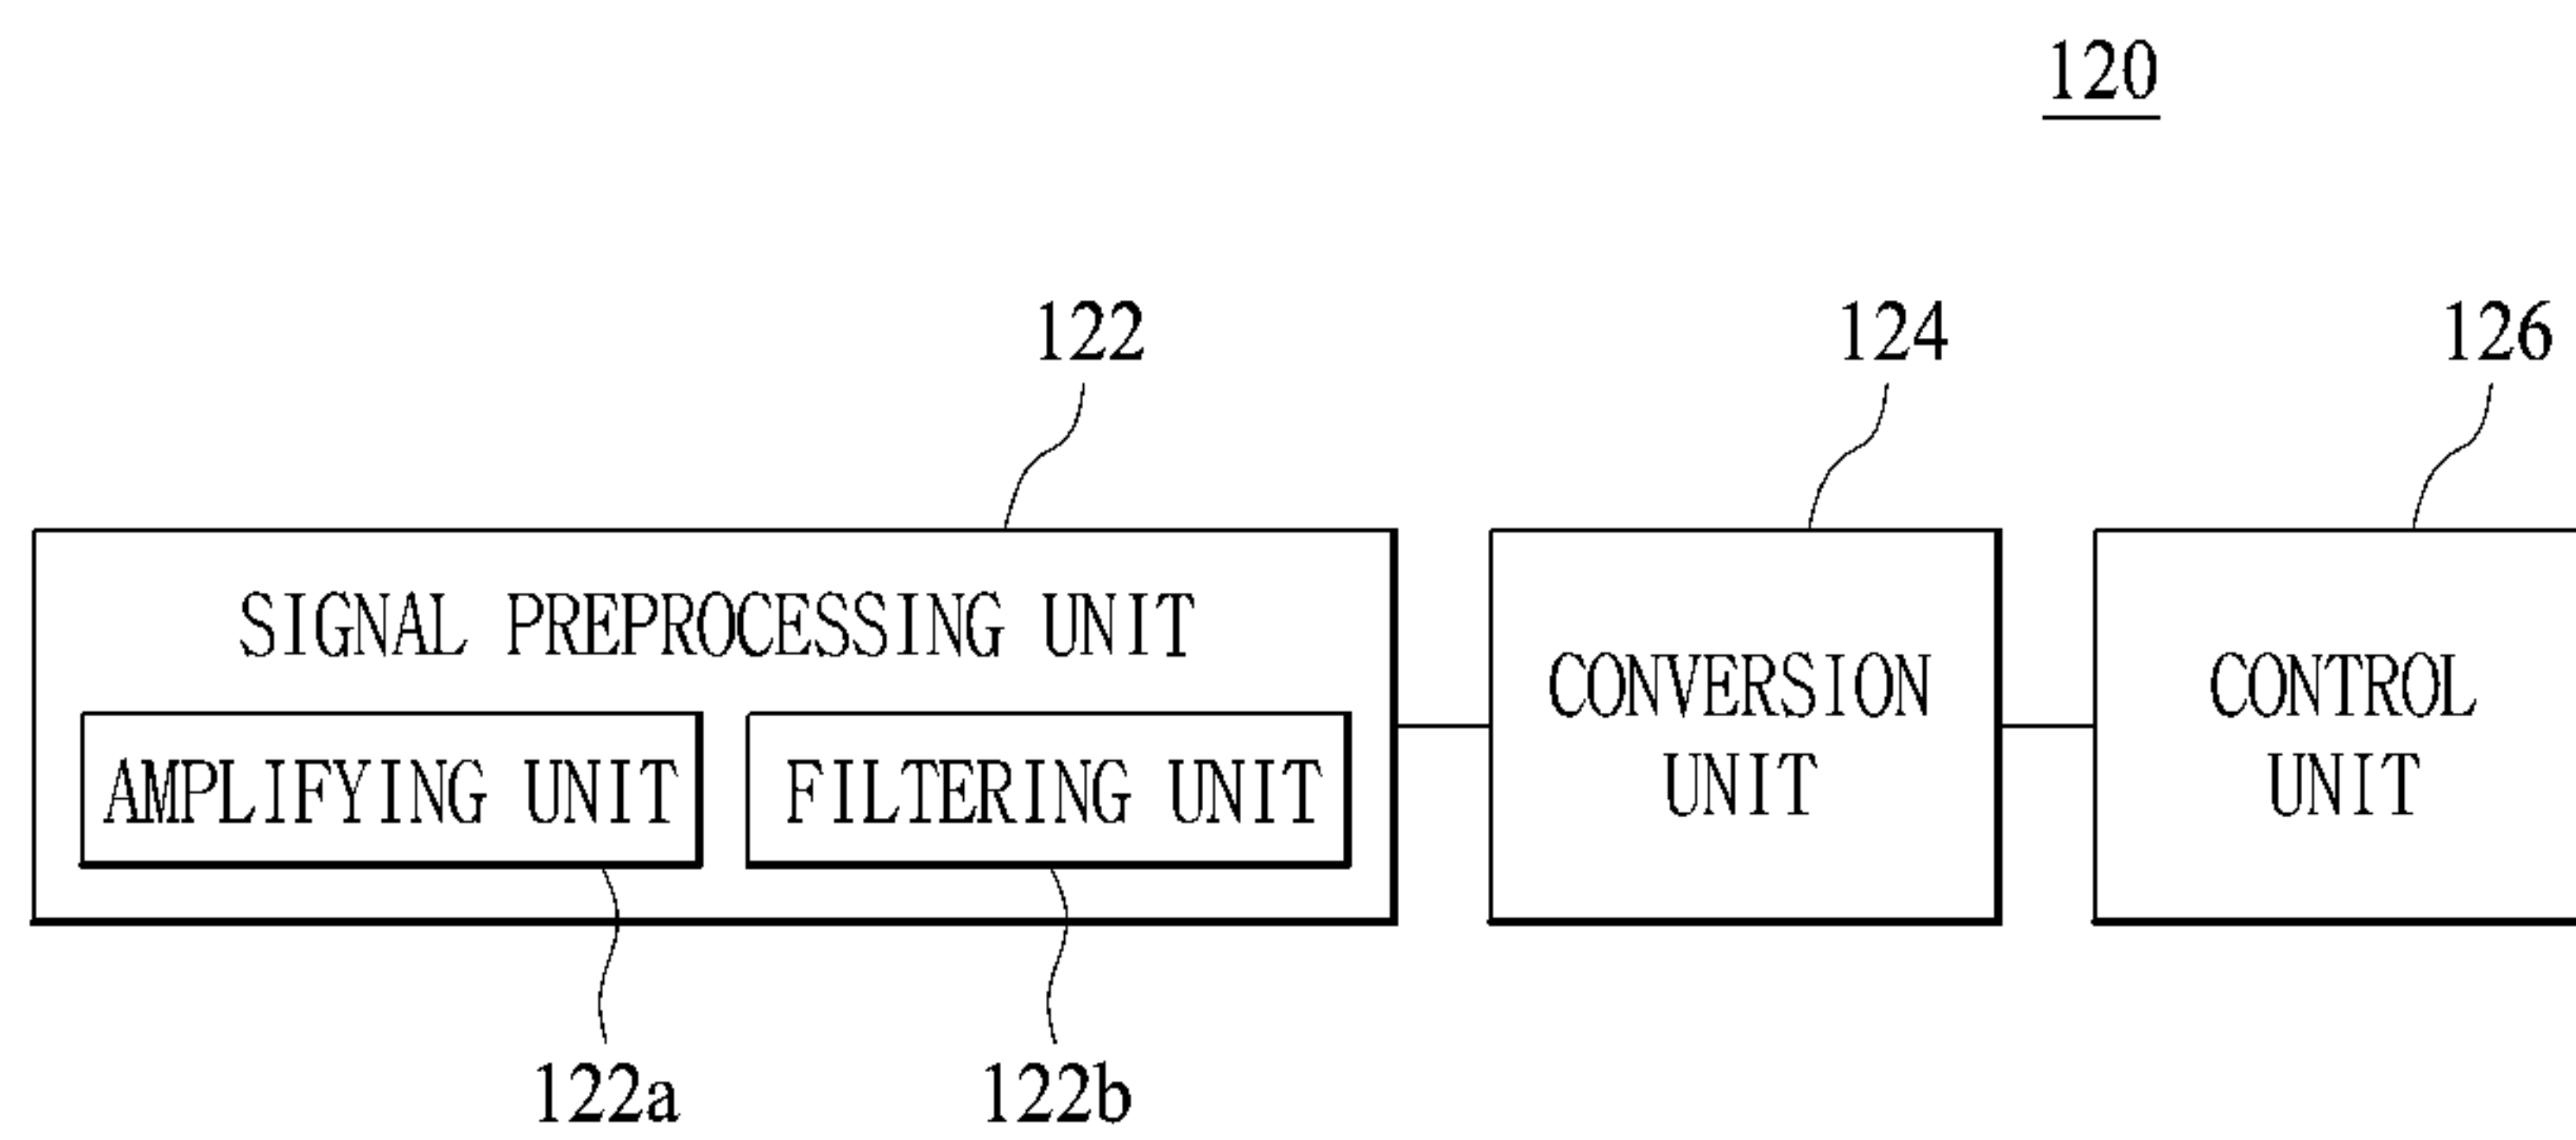 120
122
124
126
SIGNAL PREPROCESSING UNIT
AMPLIFYING UNIT
FILTERING UNIT
CONVERSION
UNIT
CONTROL
UNIT
122a
122b